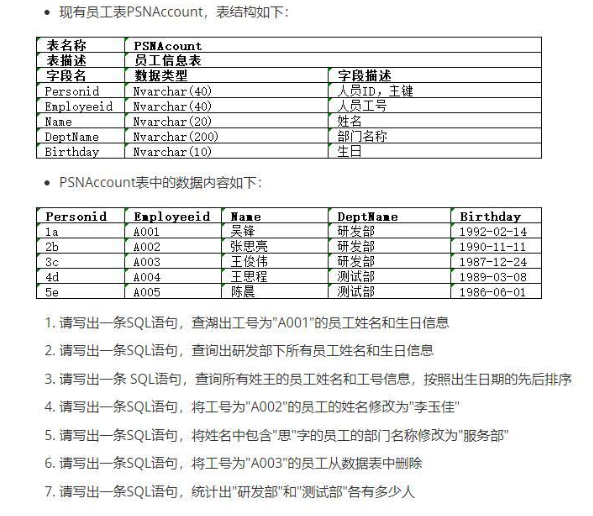 现有员工表PSNAccount，表结构如下：
表名称 PSNAcount
表描述 员工信息表
字段名 数据类型 字段描述
Personid Nvarchar(40) 人员ID，主键
Employeeid Nvarchar(40) 人员工号
Name Nvarchar(20) 姓名
DeptName Nvarchar(200) 部门名称
Birthday Nvarchar(10) 生日
PSNAccount表中的数据内容如下：
Personid Employeeid Name DeptName Birthday
1a A001 吴锋 研发部 1992-02-14
2b A002 张思亮 研发部 1990-11-11
3c A003 王俊伟 研发部 1987-12-24
4d A004 王思程 测试部 1989-03-08
5e A005 陈晨 测试部 1986-06-01
1. 请写出一条SQL语句，查湖出工号为"A001"的员工姓名和生日信息
2. 请写出一条SQL语句，查询出研发部下所有员工姓名和生日信息
3. 请写出一条 SQL语句，查询所有姓王的员工姓名和工号信息，按照出生日期的先后排序
4. 请写出一条SQL语句，将工号为"A002"的员工的姓名修改为"李玉佳"
5. 请写出一条SQL语句，将姓名中包含"思"字的员工的部门名称修改为"服务部"
6. 请写出一条SQL语句，将工号为"A003"的员工从数据表中删除
7. 请写出一条SQL语句，统计出"研发部"和"测试部"各有多少人